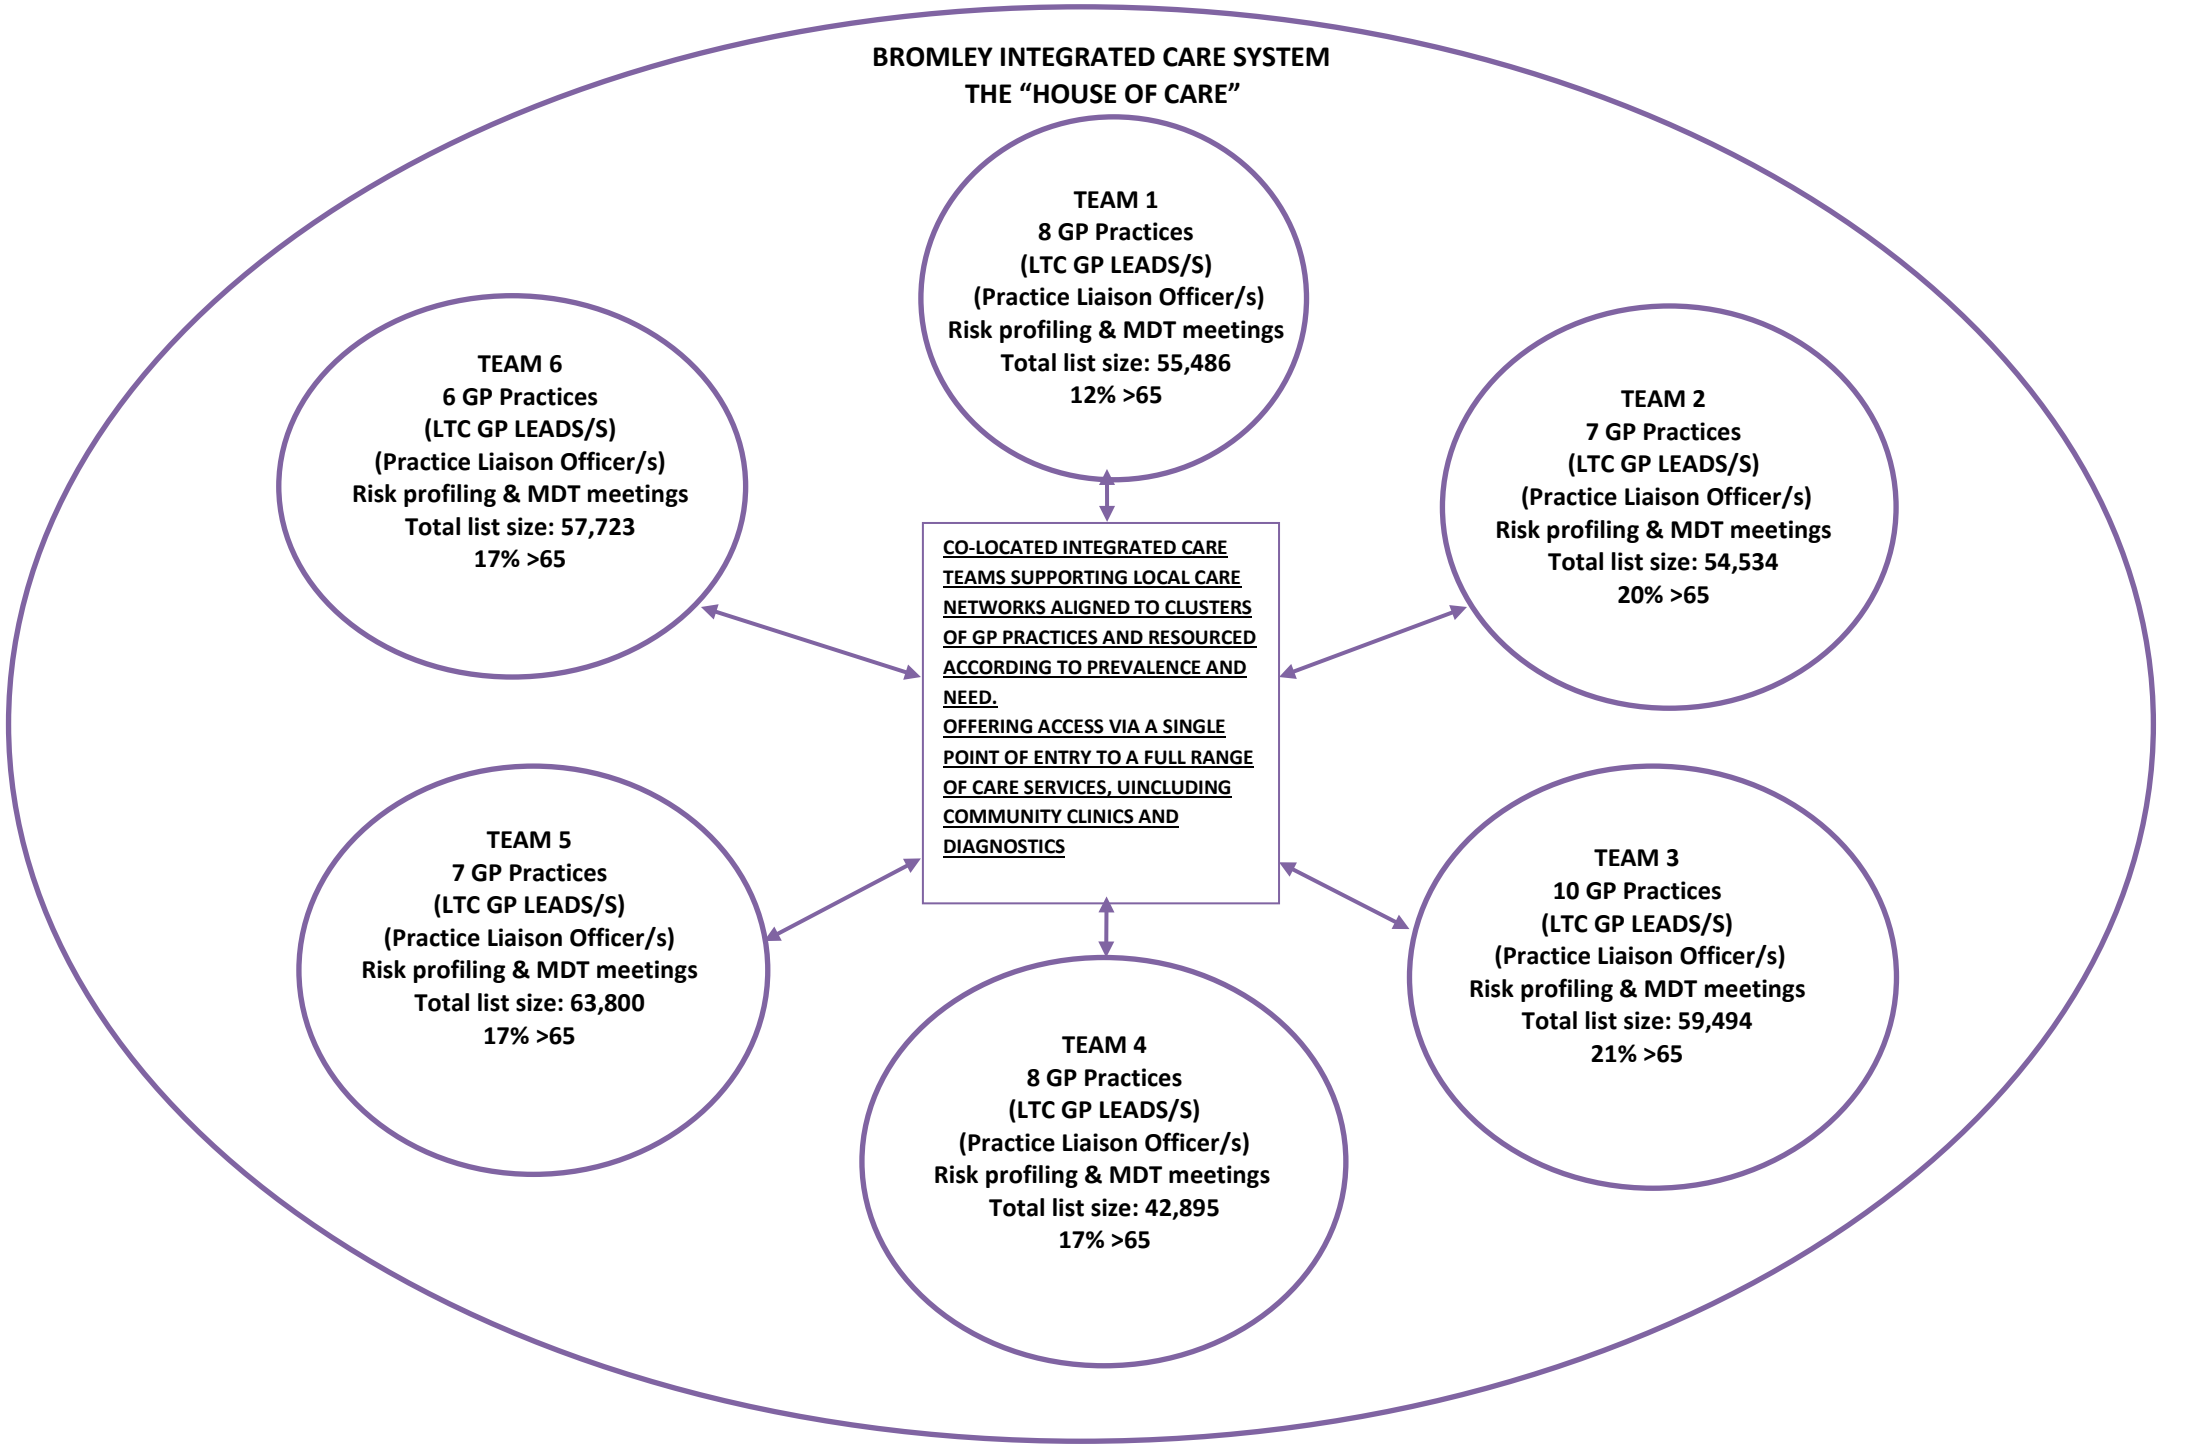 BROMLEY INTEGRATED CARE SYSTEM
THE “HOUSE OF CARE”
TEAM 1
8 GP Practices
(LTC GP LEADS/S)
(Practice Liaison Officer/s)
Risk profiling & MDT meetings
Total list size: 55,486
12% >65
TEAM 6
6 GP Practices
(LTC GP LEADS/S)
(Practice Liaison Officer/s)
Risk profiling & MDT meetings
Total list size: 57,723
17% >65
TEAM 2
7 GP Practices
(LTC GP LEADS/S)
(Practice Liaison Officer/s)
Risk profiling & MDT meetings
Total list size: 54,534
20% >65
CO-LOCATED INTEGRATED CARE
TEAMS SUPPORTING LOCAL CARE
NETWORKS ALIGNED TO CLUSTERS
OF GP PRACTICES AND RESOURCED
ACCORDING TO PREVALENCE AND
NEED.
OFFERING ACCESS VIA A SINGLE
POINT OF ENTRY TO A FULL RANGE
OF CARE SERVICES, UINCLUDING
COMMUNITY CLINICS AND
DIAGNOSTICS
TEAM 5
7 GP Practices
(LTC GP LEADS/S)
(Practice Liaison Officer/s)
Risk profiling & MDT meetings
Total list size: 63,800
17% >65
TEAM 3
10 GP Practices
(LTC GP LEADS/S)
(Practice Liaison Officer/s)
Risk profiling & MDT meetings
Total list size: 59,494
21% >65
TEAM 4
8 GP Practices
(LTC GP LEADS/S)
(Practice Liaison Officer/s)
Risk profiling & MDT meetings
Total list size: 42,895
17% >65